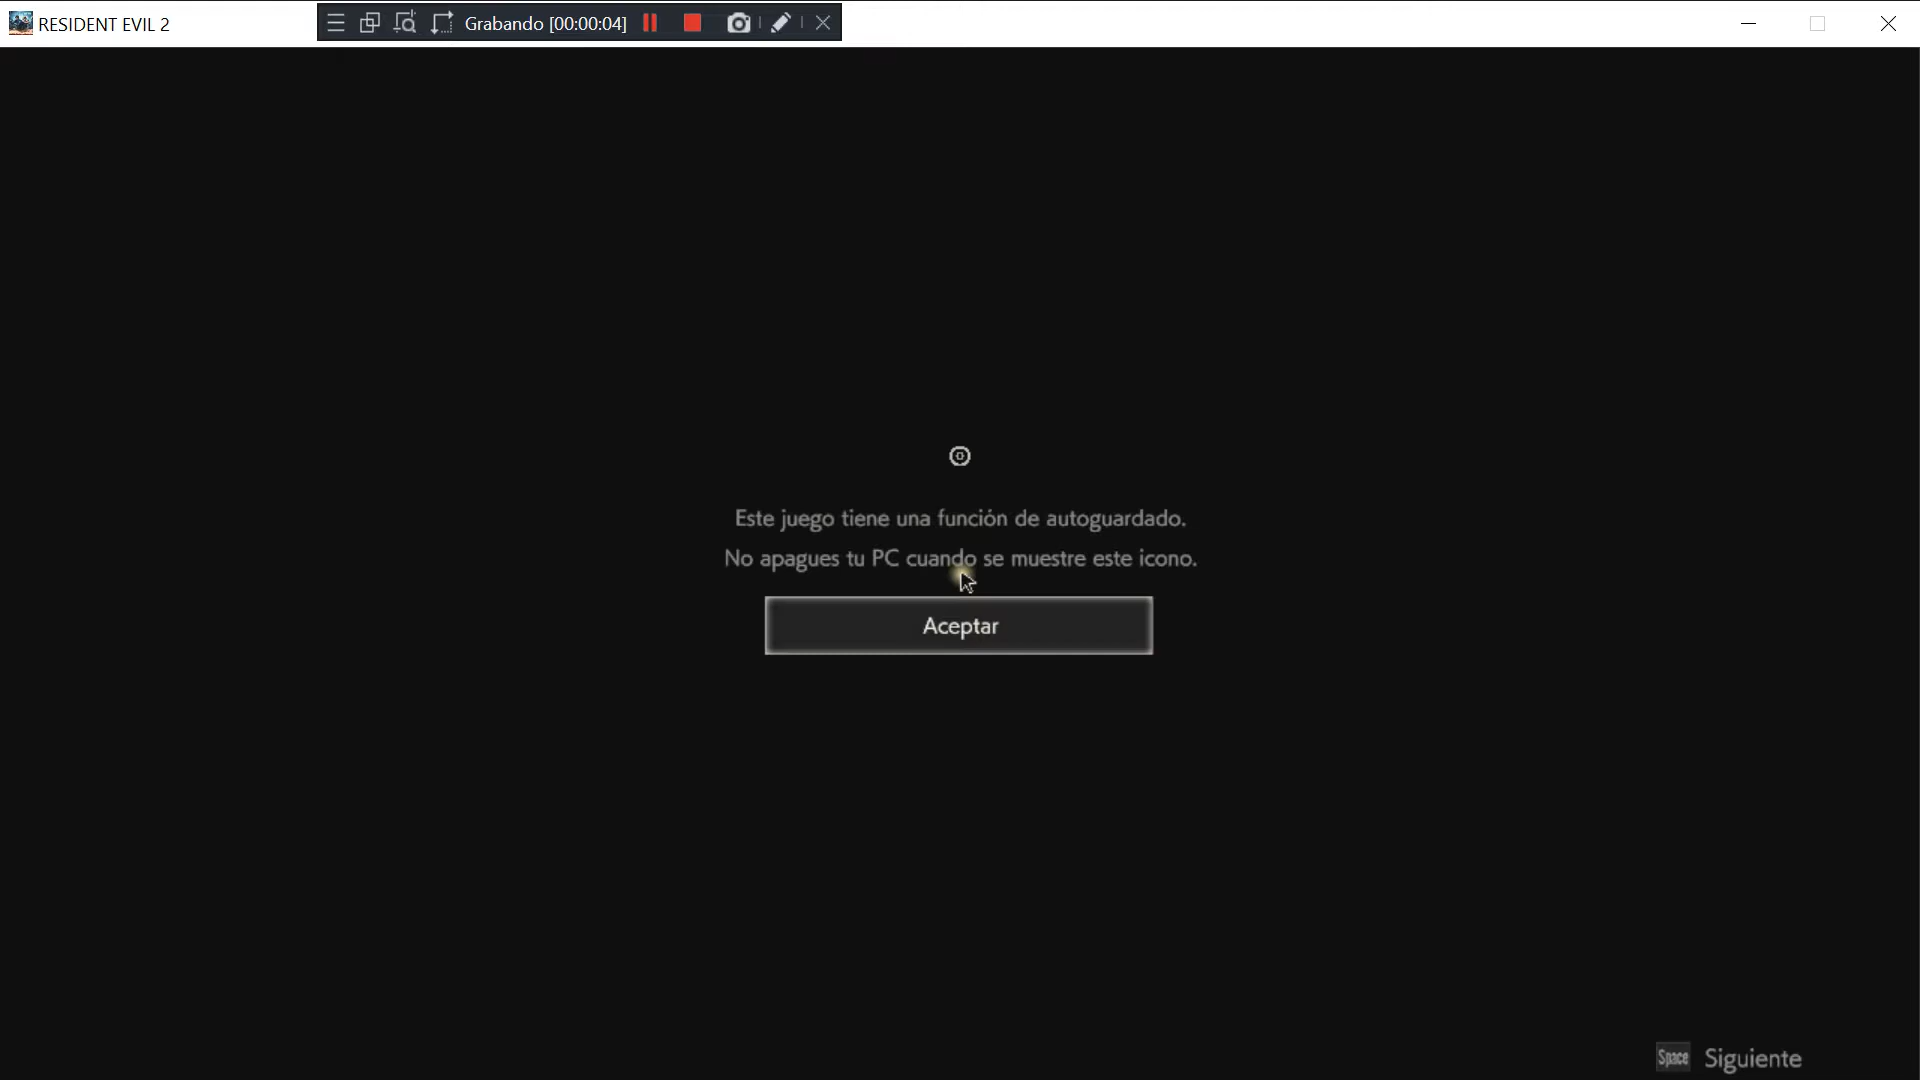 RESIDENT EVIL 2
Grabando [00:00:04]
Este juego tiene una función de autoguardado.
No apagues tu PC cuando se muestre este icono.
Aceptar
Space Siguiente